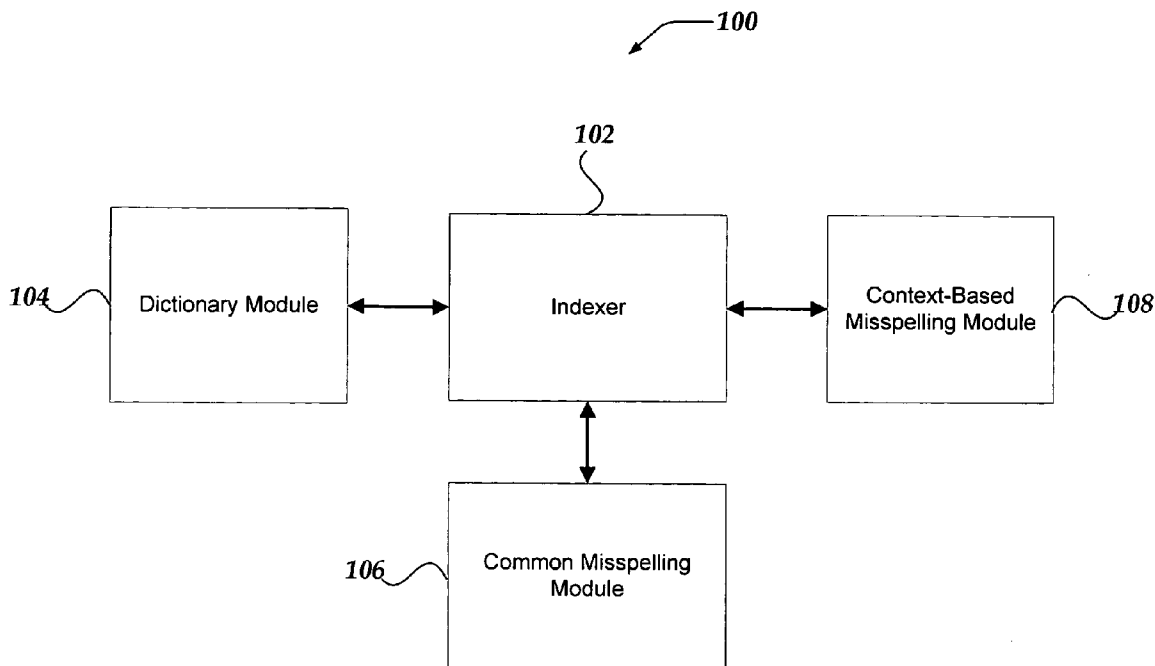 100
102
104
Dictionary Module
Indexer
Context-Based
Misspelling Module
108
106
Common Misspelling
Module